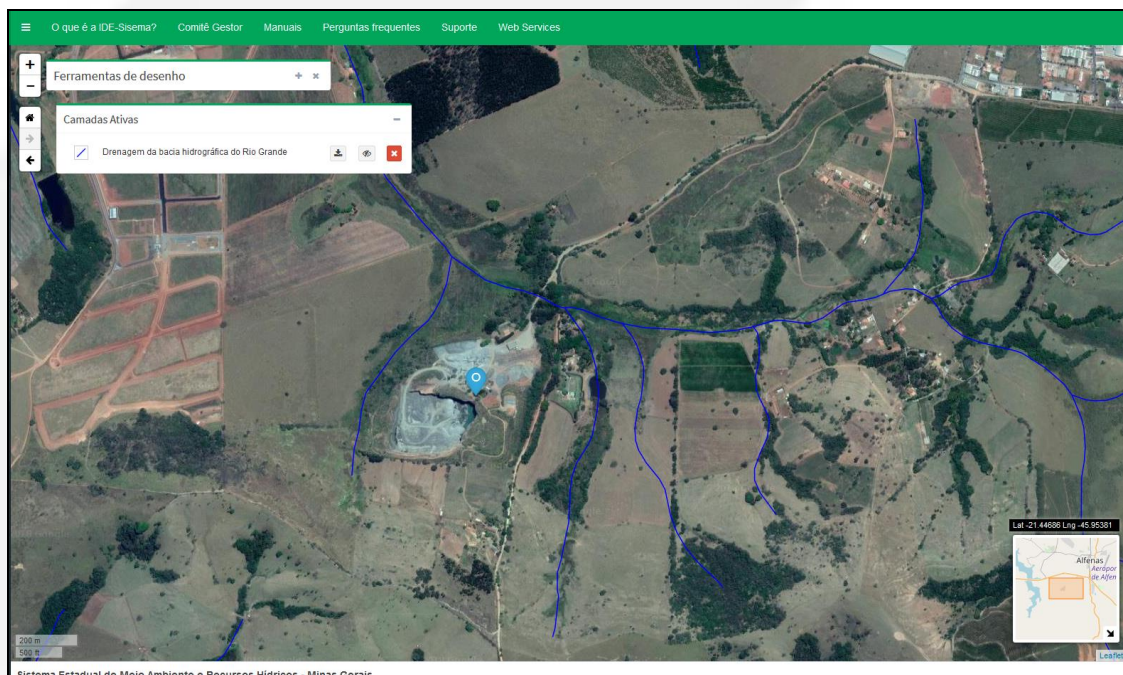 O que é a IDE-Sisema? Comitê Gestor Manuais Perguntas frequentes Suporte Web Services
+
−
Ferramentas de desenho
Camadas Ativas
Drenagem da bacia hidrográfica do Rio Grande
Lat -21.44686 Lng -45.95381
Alfenas
Aeropor
de Alfen
200 m
500 ft
Leaflet
Sistema Estadual de Meio Ambiente e Recursos Hídricos - Minas Gerais